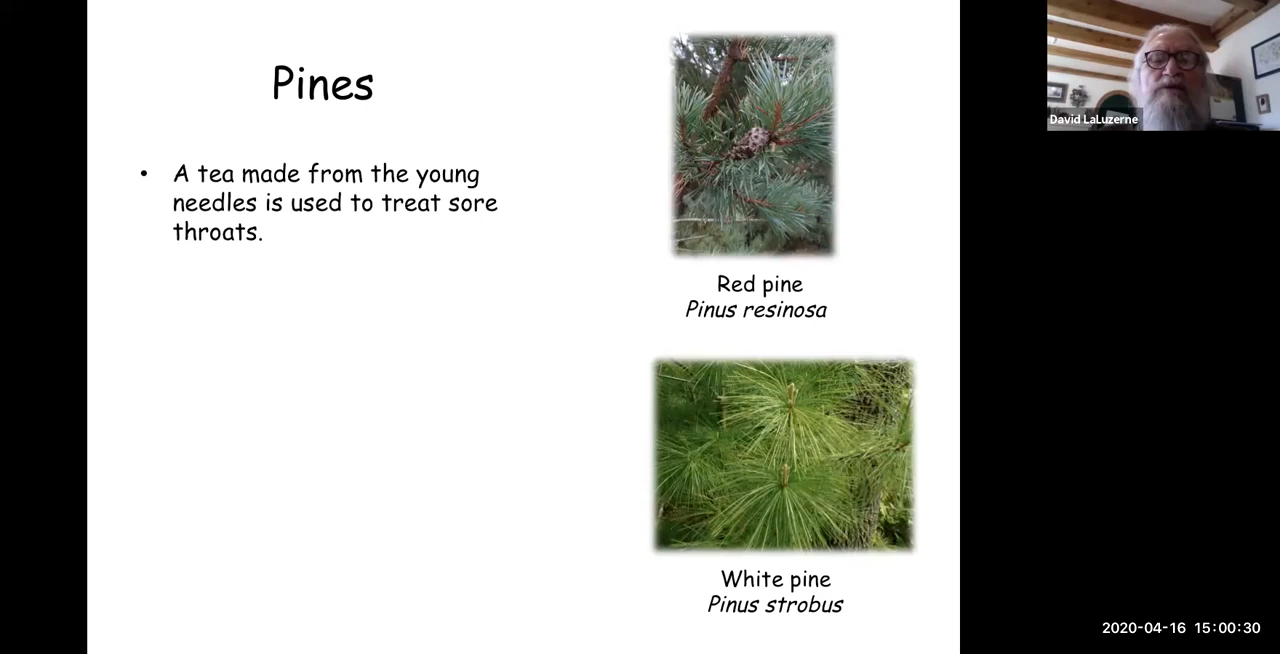 Pines
• A tea made from the young
needles is used to treat sore
throats.
Red pine
Pinus resinosa
White pine
Pinus strobus
David LaLuzerne
2020-04-16 15:00:30